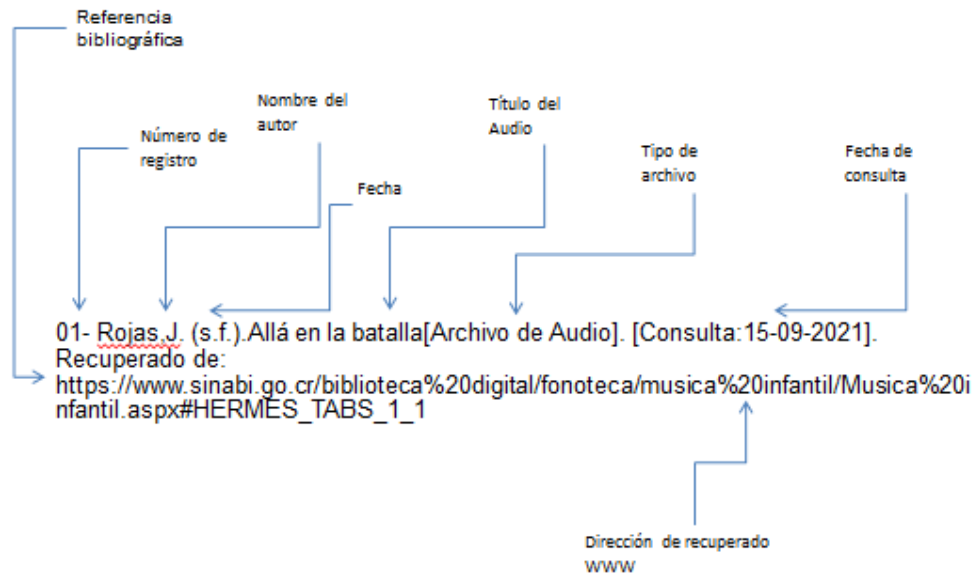 Referencia
bibliográfica
Nombre del
autor
Título del
Audio
Número de
registro
Tipo de
archivo
Fecha de
consulta
Fecha
01- Rojas,J. (s.f.).Allá en la batalla[Archivo de Audio]. [Consulta:15-09-2021].
Recuperado de:
https://www.sinabi.go.cr/biblioteca%20digital/fonoteca/musica%20infantil/Musica%20i
nfantil.aspx#HERMES_TABS_1_1
Dirección de recuperado
WWW